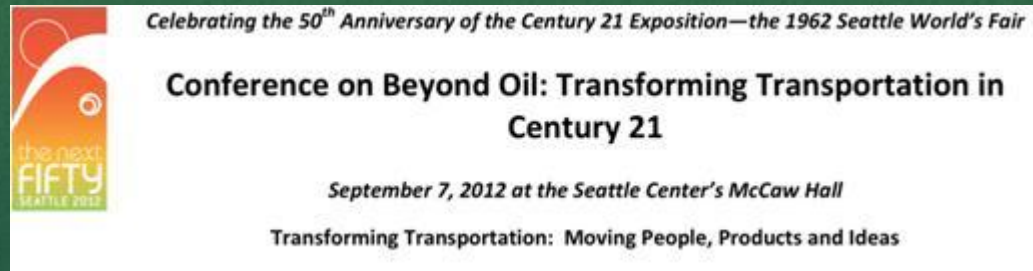 Celebrating the 50th Anniversary of the Century 21 Exposition—the 1962 Seattle World's Fair
Conference on Beyond Oil: Transforming Transportation in
Century 21
September 7, 2012 at the Seattle Center's McCaw Hall
Transforming Transportation: Moving People, Products and Ideas
the next
FIFTY
SEATTLE 2012